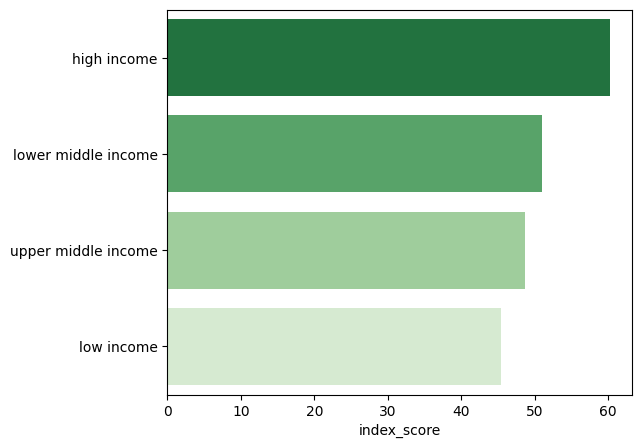 high income
lower middle income
upper middle income
low income
0 10 20 30 40 50 60
index_score